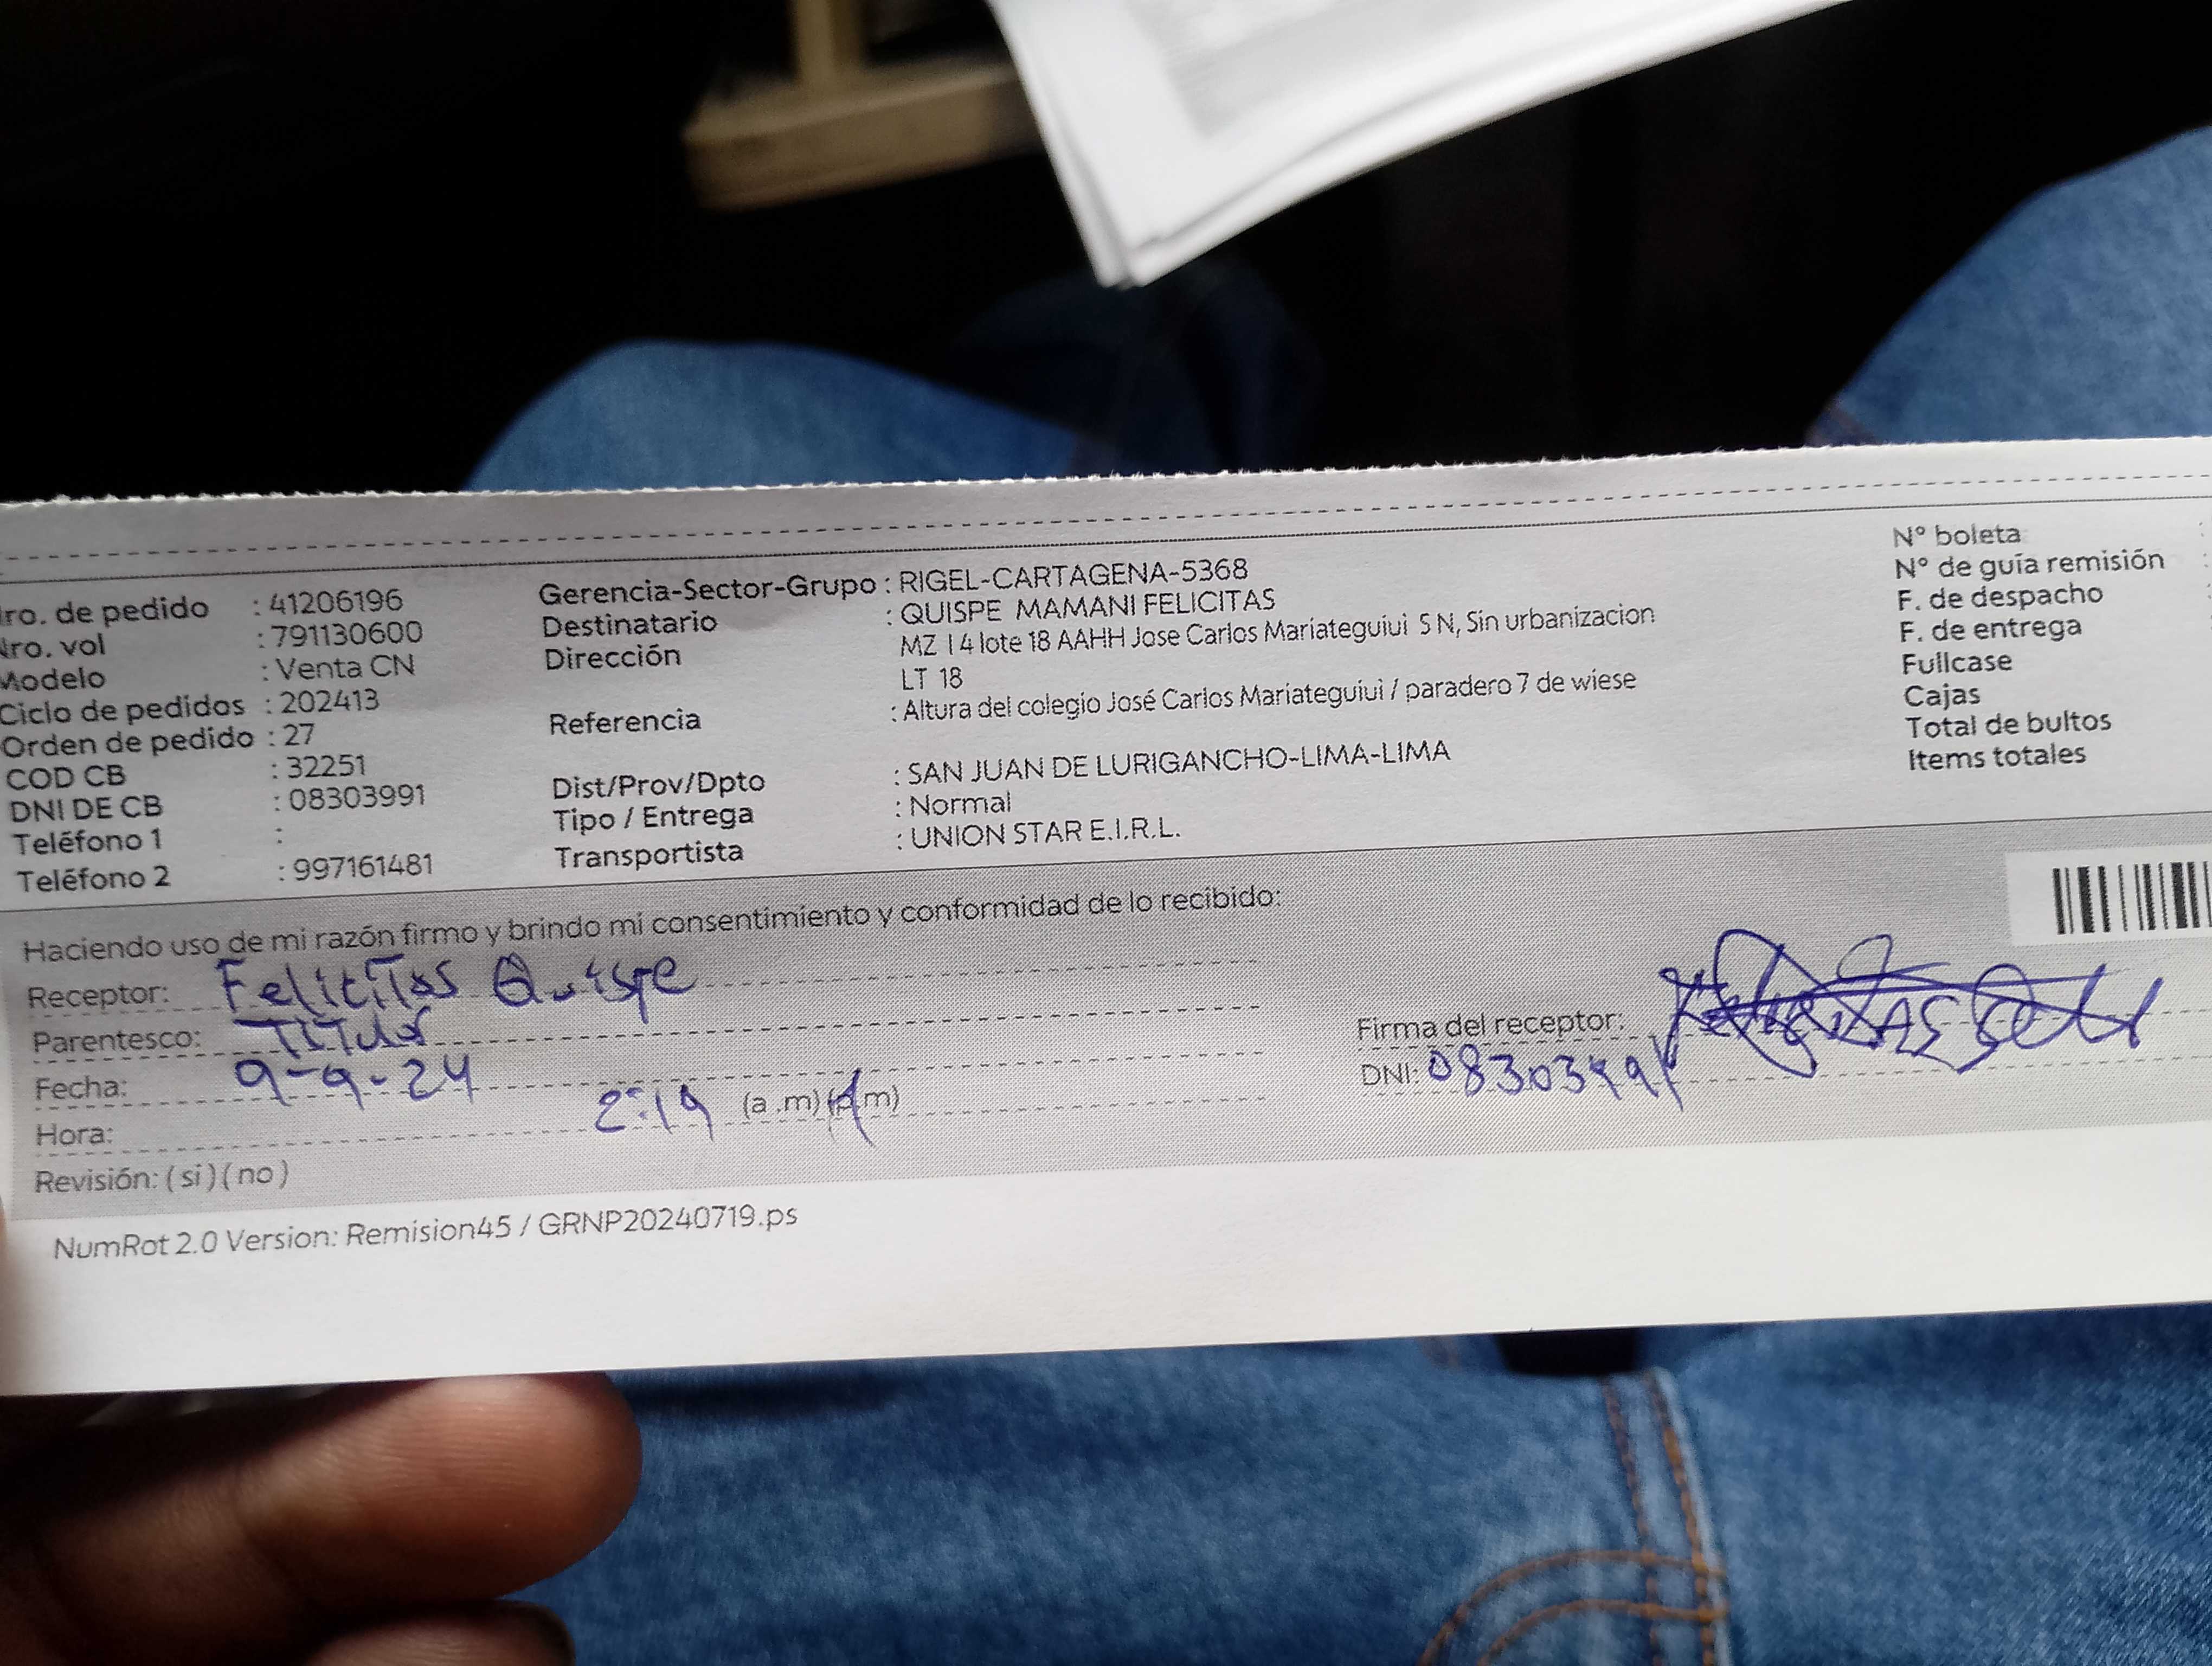 ro. de pedido : 41206196
ro. vol : 791130600
Modelo : Venta CN
Ciclo de pedidos : 202413
Orden de pedido : 27
COD CB : 32251
DNI DE CB : 08303991
Teléfono 1 :
Teléfono 2 : 997161481
Gerencia-Sector-Grupo : RIGEL-CARTAGENA-5368
Destinatario : QUISPE MAMANI FELICITAS
Dirección MZ I 4 lote 18 AAHH Jose Carlos Mariateguiui S N, Sin urbanizacion
LT 18
Referencia : Altura del colegio José Carlos Mariateguiui / paradero 7 de wiese
Dist/Prov/Dpto : SAN JUAN DE LURIGANCHO-LIMA-LIMA
Tipo / Entrega : Normal
Transportista : UNION STAR E.I.R.L.
N° boleta
N° de guía remisión
F. de despacho
F. de entrega
Fullcase
Cajas
Total de bultos
Items totales
Haciendo uso de mi razón firmo y brindo mi consentimiento y conformidad de lo recibido:
Receptor: Felicitas Quispe
Parentesco: Titular
Fecha: 9-9-24
Hora: 2:19 (a .m) (p.m)
Revisión: ( si ) ( no )
Firma del receptor:
DNI: 08303991
NumRot 2.0 Version: Remision45 / GRNP20240719.ps